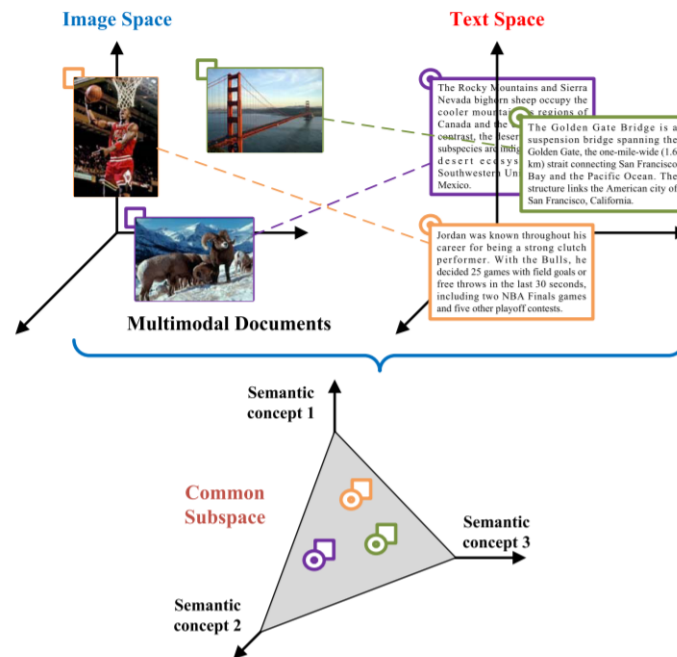 Image Space
Text Space
The Rocky Mountains and Sierra
Nevada bighorn sheep occupy the
cooler mountainous regions of
Canada and the
contrast, the desert
subspecies are indig
desert ecosys
Southwestern Uni
Mexico.
The Golden Gate Bridge is a
suspension bridge spanning the
Golden Gate, the one-mile-wide (1.6
km) strait connecting San Francisco
Bay and the Pacific Ocean. The
structure links the American city of
San Francisco, California.
Jordan was known throughout his
career for being a strong clutch
performer. With the Bulls, he
decided 25 games with field goals or
free throws in the last 30 seconds,
including two NBA Finals games
and five other playoff contests.
Multimodal Documents
Semantic
concept 1
Common
Subspace
Semantic
concept 3
Semantic
concept 2